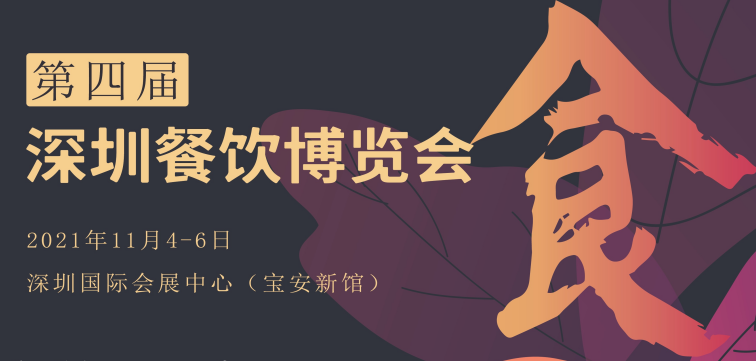 第四届
深圳餐饮博览会
2021年11月4-6日
深圳国际会展中心（宝安新馆）
食